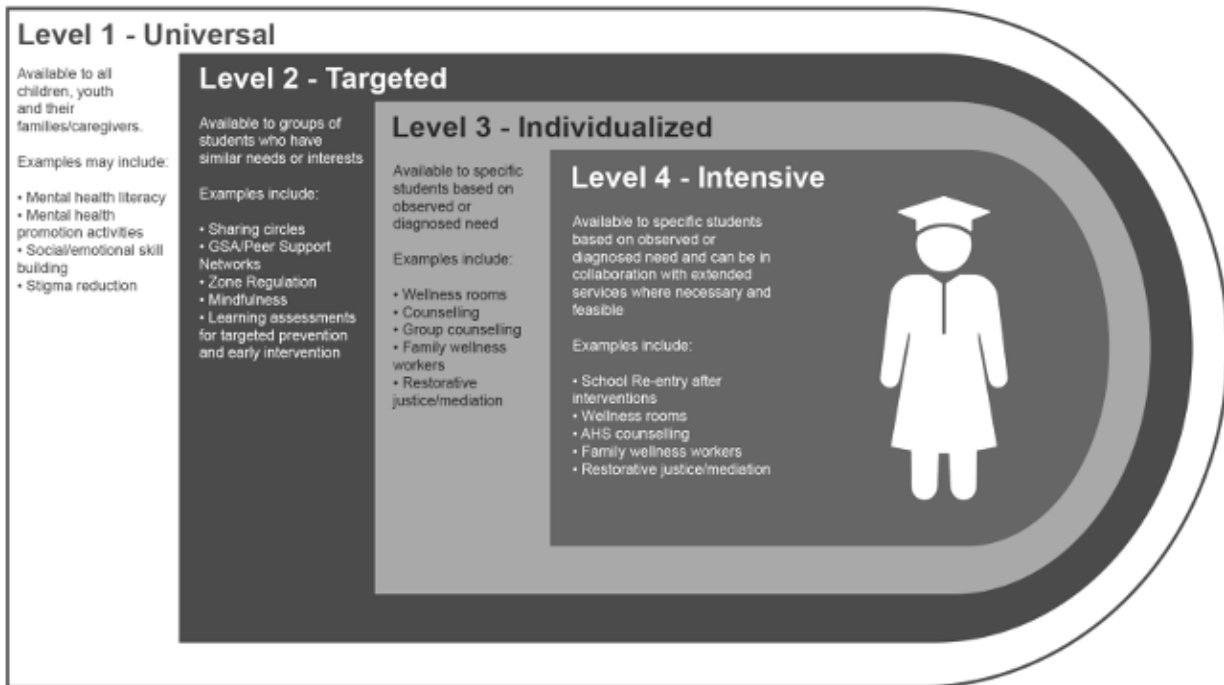 Level 1 - Universal
Available to all
children, youth
and their
families/caregivers.
Examples may include:
• Mental health literacy
• Mental health
promotion activities
• Social/emotional skill
building
• Stigma reduction
Level 2 - Targeted
Available to groups of
students who have
similar needs or interests
Examples include:
• Sharing circles
• GSA/Peer Support
Networks
• Zone Regulation
• Mindfulness
• Learning assessments
for targeted prevention
and early intervention
Level 3 - Individualized
Available to specific
students based on
observed or
diagnosed need
Examples include:
• Wellness rooms
• Counselling
• Group counselling
• Family wellness
workers
• Restorative
justice/mediation
Level 4 - Intensive
Available to specific students
based on observed or
diagnosed need and can be in
collaboration with extended
services where necessary and
feasible
Examples include:
• School Re-entry after
interventions
• Wellness rooms
• AHS counselling
• Family wellness workers
• Restorative justice/mediation